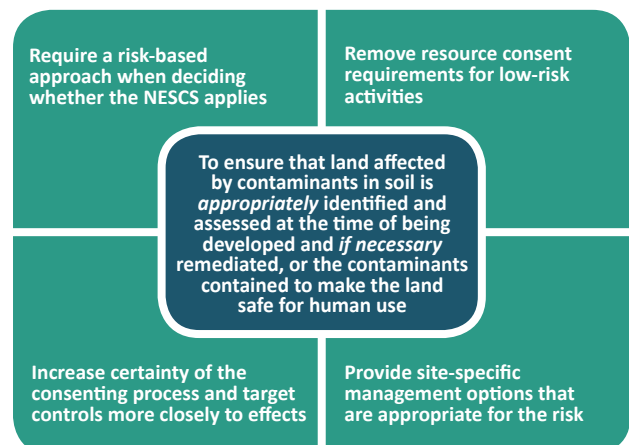 Require a risk-based
approach when deciding
whether the NESCS applies
Remove resource consent
requirements for low-risk
activities
To ensure that land affected
by contaminants in soil is
appropriately identified and
assessed at the time of being
developed and if necessary
remediated, or the contaminants
contained to make the land
safe for human use
Increase certainty of the
consenting process and target
controls more closely to effects
Provide site-specific
management options that
are appropriate for the risk